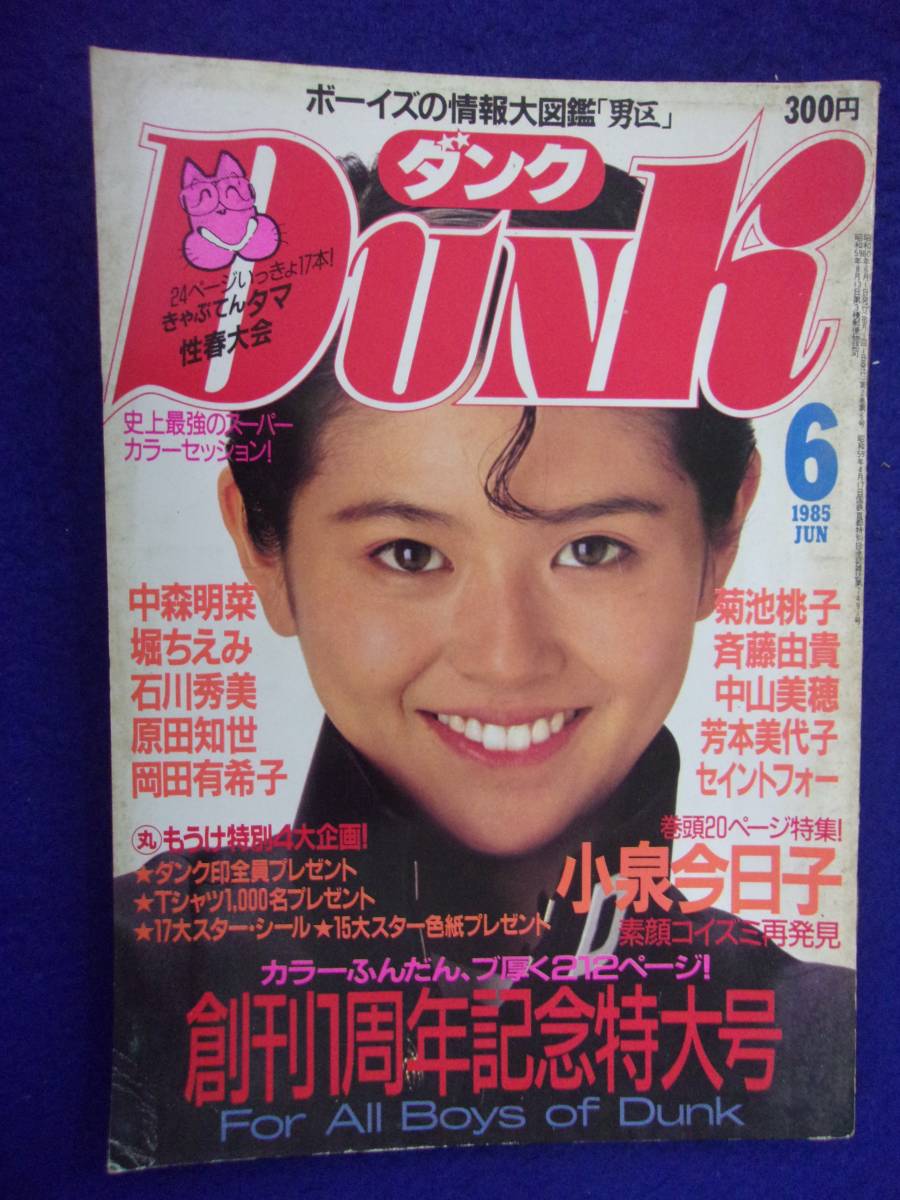 ボーイズの情報大図鑑「男区」
300円
ダンク
DUNK
24ページいっきょ17本!
きゃぷてんタマ
性春大会
史上最強のスーパー
カラーセッション!
6
1985
JUN
中森明菜
堀ちえみ
石川秀美
原田知世
岡田有希子
菊池桃子
斉藤由貴
中山美穂
芳本美代子
セイントフォー
丸もうけ特別4大企画!
★ダンク印全員プレゼント
★Tシャツ1,000名プレゼント
★17大スター・シール★15大スター色紙プレゼント
巻頭20ページ特集!
小泉今日子
素顔コイズミ再発見
カラーふんだん、ブ厚く212ページ!
創刊1周年記念特大号
For All Boys of Dunk